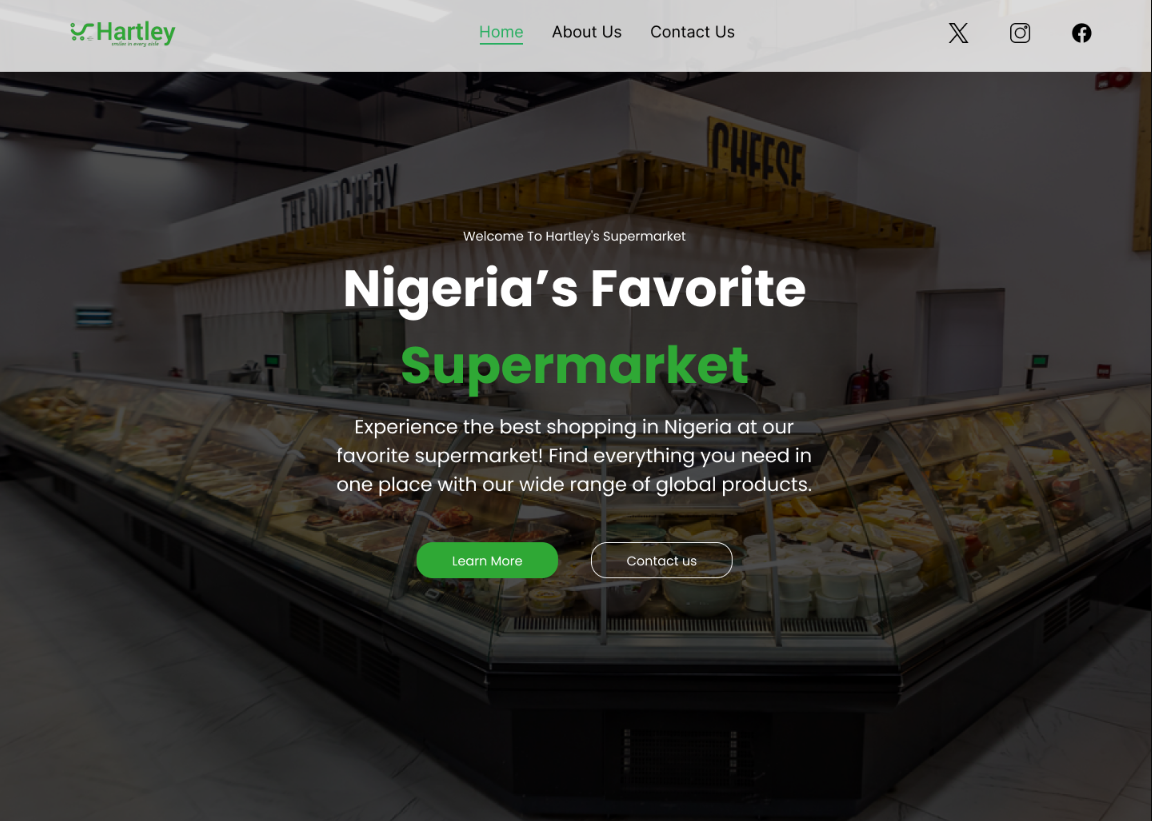 Hartley
smiles in every aisle
Home
About Us
Contact Us
THE BUTCHERY
CHEESE
Welcome To Hartley's Supermarket
Nigeria’s Favorite
Supermarket
Experience the best shopping in Nigeria at our
favorite supermarket! Find everything you need in
one place with our wide range of global products.
Learn More
Contact us